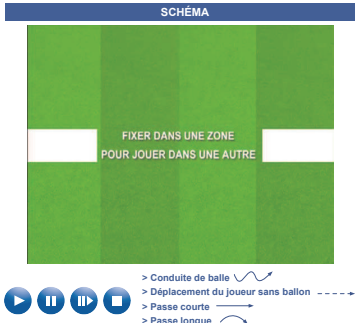 SCHÉMA
FIXER DANS UNE ZONE
POUR JOUER DANS UNE AUTRE
> Conduite de balle
> Déplacement du joueur sans ballon
> Passe courte
> Passe longue